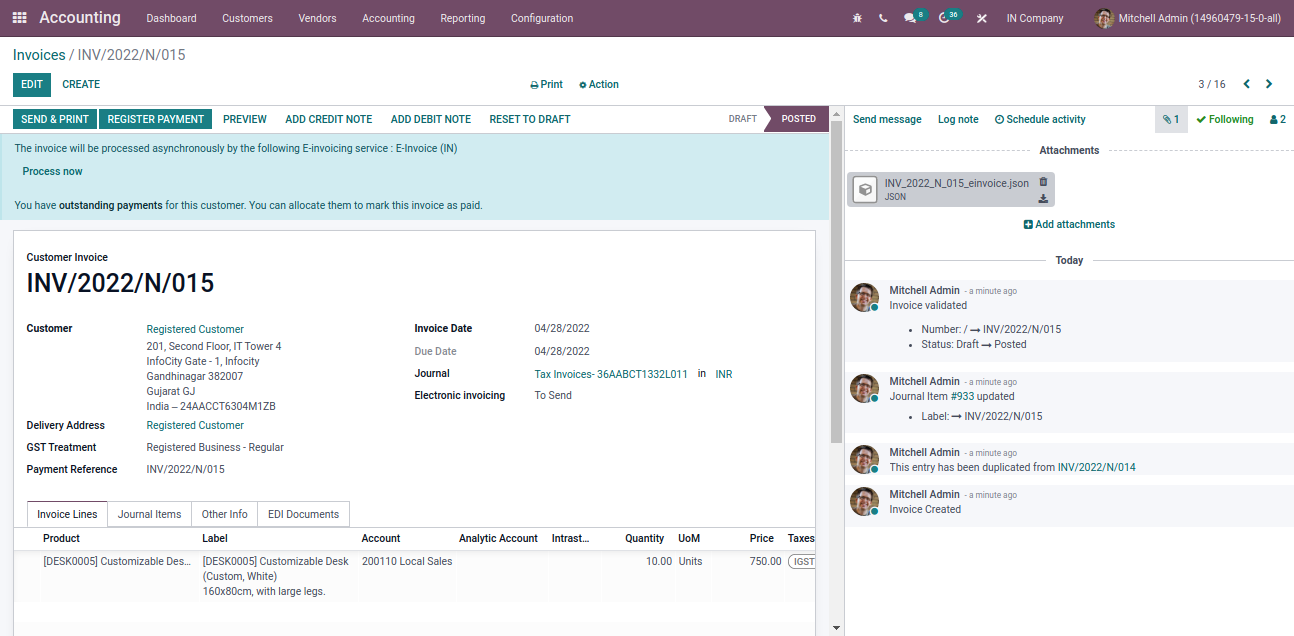 Accounting Dashboard Customers Vendors Accounting Reporting Configuration 8 36 IN Company Mitchell Admin (14960479-15-0-all)
Invoices / INV/2022/N/015
EDIT CREATE Print Action 3 / 16
SEND & PRINT REGISTER PAYMENT PREVIEW ADD CREDIT NOTE ADD DEBIT NOTE RESET TO DRAFT DRAFT POSTED
The invoice will be processed asynchronously by the following E-invoicing service : E-Invoice (IN)
Process now
You have outstanding payments for this customer. You can allocate them to mark this invoice as paid.
Customer Invoice
INV/2022/N/015
Customer Registered Customer
201, Second Floor, IT Tower 4
InfoCity Gate - 1, Infocity
Gandhinagar 382007
Gujarat GJ
India – 24AACCT6304M1ZB
Delivery Address Registered Customer
GST Treatment Registered Business - Regular
Payment Reference INV/2022/N/015
Invoice Date 04/28/2022
Due Date 04/28/2022
Journal Tax Invoices- 36AABCT1332L011 in INR
Electronic invoicing To Send
Invoice Lines Journal Items Other Info EDI Documents
Product Label Account Analytic Account Intrast... Quantity UoM Price Taxes
[DESK0005] Customizable Des... [DESK0005] Customizable Desk 200110 Local Sales 10.00 Units 750.00 IGST
(Custom, White)
160x80cm, with large legs.
Send message Log note Schedule activity 1 Following 2
Attachments
INV_2022_N_015_einvoice.json
JSON
Add attachments
Today
Mitchell Admin - a minute ago
Invoice validated
• Number: / → INV/2022/N/015
• Status: Draft → Posted
Mitchell Admin - a minute ago
Journal Item #933 updated
• Label: → INV/2022/N/015
Mitchell Admin - a minute ago
This entry has been duplicated from INV/2022/N/014
Mitchell Admin - a minute ago
Invoice Created